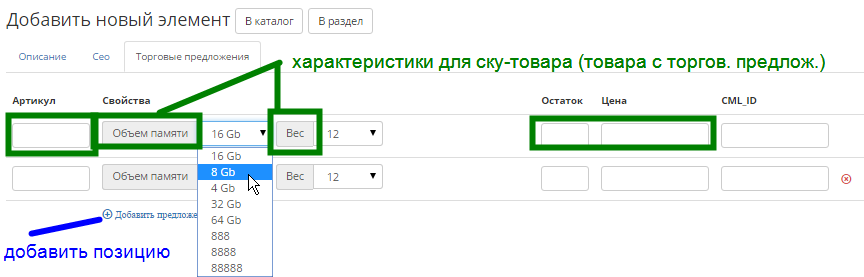 Добавить новый элемент В каталог В раздел
Описание Сео Торговые предложения
характеристики для ску-товара (товара с торгов. предлож.)
Артикул Свойства Остаток Цена CML_ID
Объем памяти 16 Gb Вес 12
16 Gb
8 Gb
Объем памяти Вес 12
4 Gb
32 Gb
Добавить предложе
64 Gb
888
добавить позицию
8888
88888